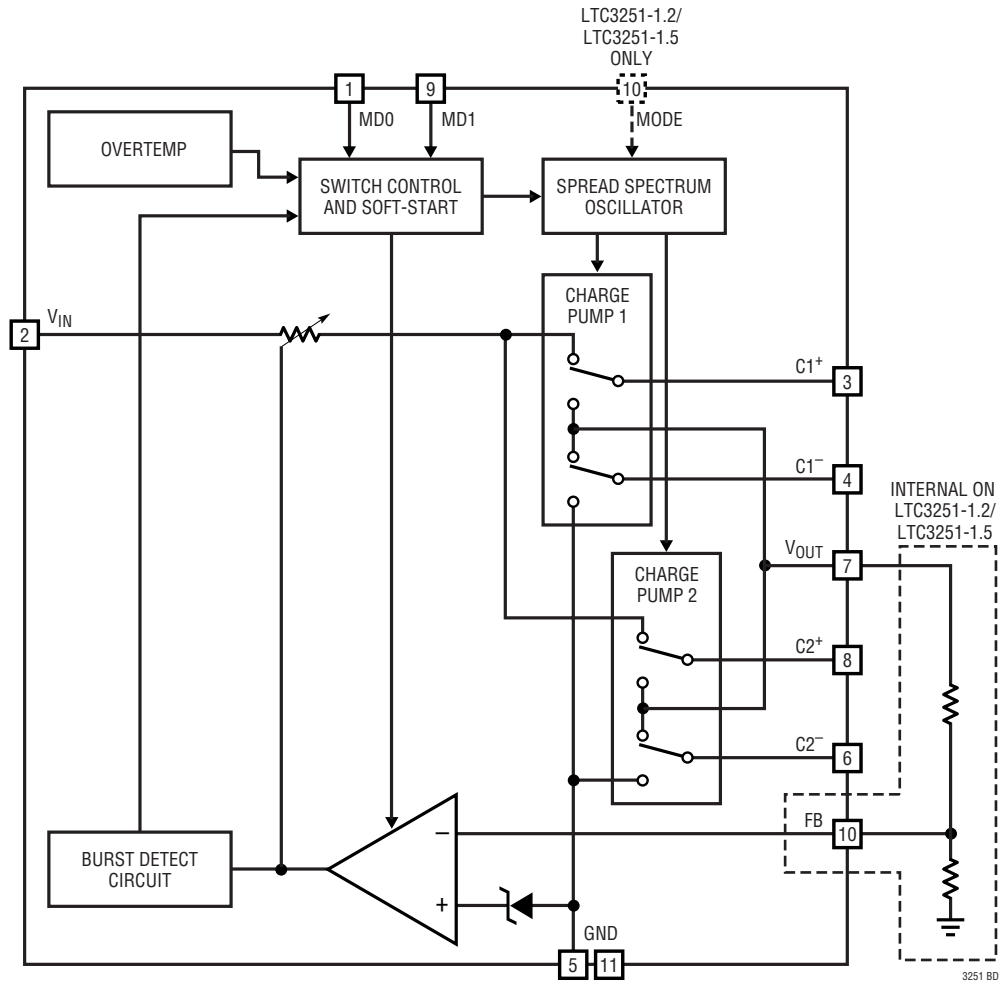 LTC3251-1.2/
LTC3251-1.5
ONLY
1
9
10
MD0
MD1
MODE
OVERTEMP
SWITCH CONTROL
AND SOFT-START
SPREAD SPECTRUM
OSCILLATOR
CHARGE
PUMP 1
2
VIN
C1+
3
C1–
4
INTERNAL ON
LTC3251-1.2/
LTC3251-1.5
VOUT
7
CHARGE
PUMP 2
C2+
8
C2–
6
FB
10
BURST DETECT
CIRCUIT
–
+
GND
5
11
3251 BD